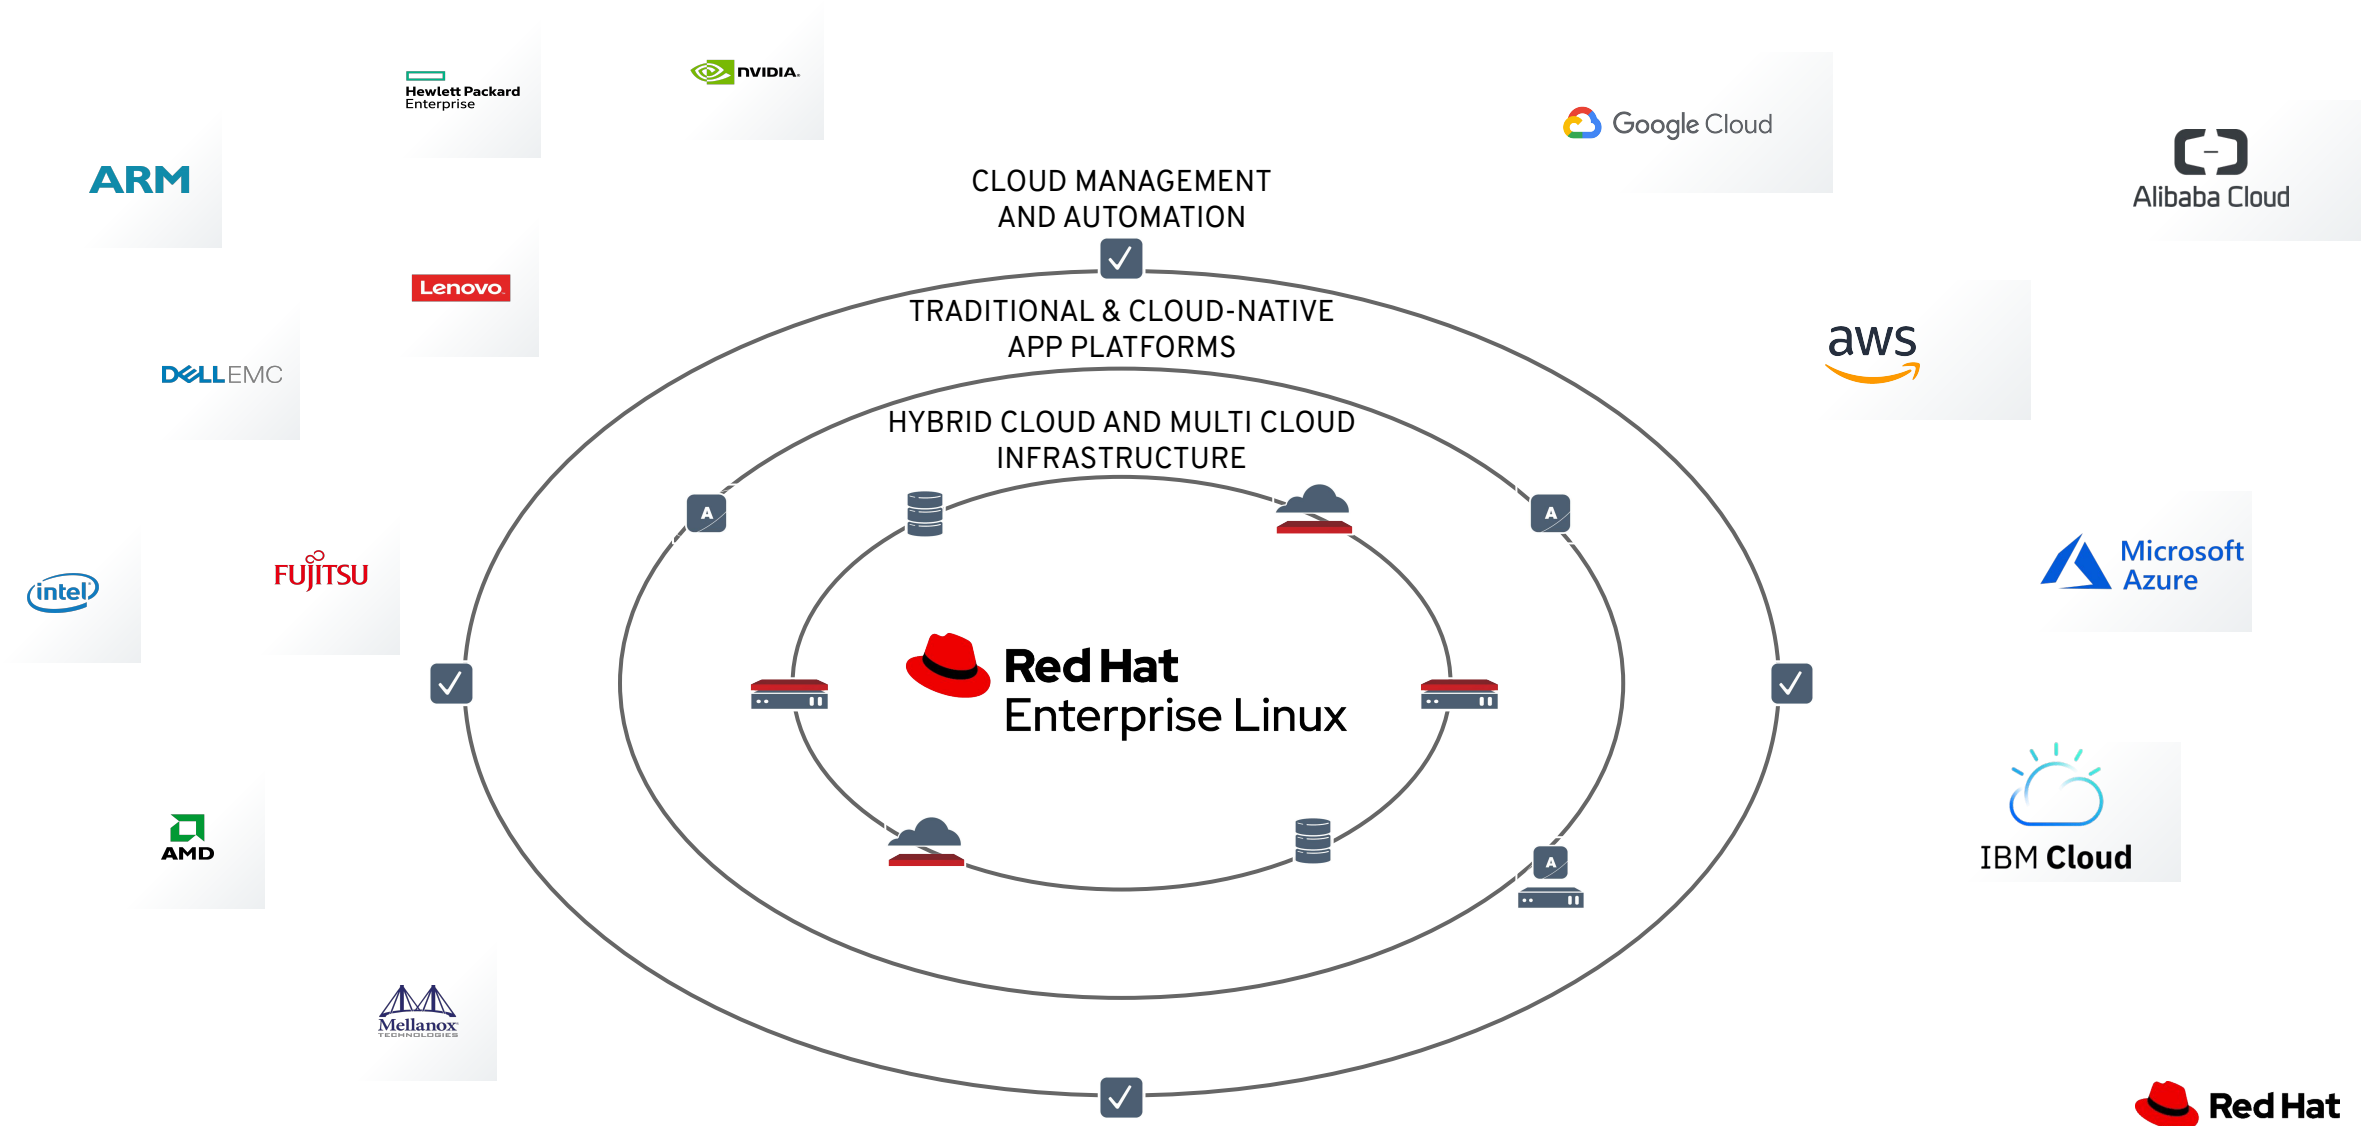 Hewlett Packard
Enterprise
NVIDIA.
ARM
Lenovo
DELLEMC
intel
FUJITSU
AMD
Mellanox
TECHNOLOGIES
CLOUD MANAGEMENT
AND AUTOMATION
TRADITIONAL & CLOUD-NATIVE
APP PLATFORMS
HYBRID CLOUD AND MULTI CLOUD
INFRASTRUCTURE
A
A
Red Hat
Enterprise Linux
A
Google Cloud
Alibaba Cloud
aws
Microsoft
Azure
IBM Cloud
Red Hat